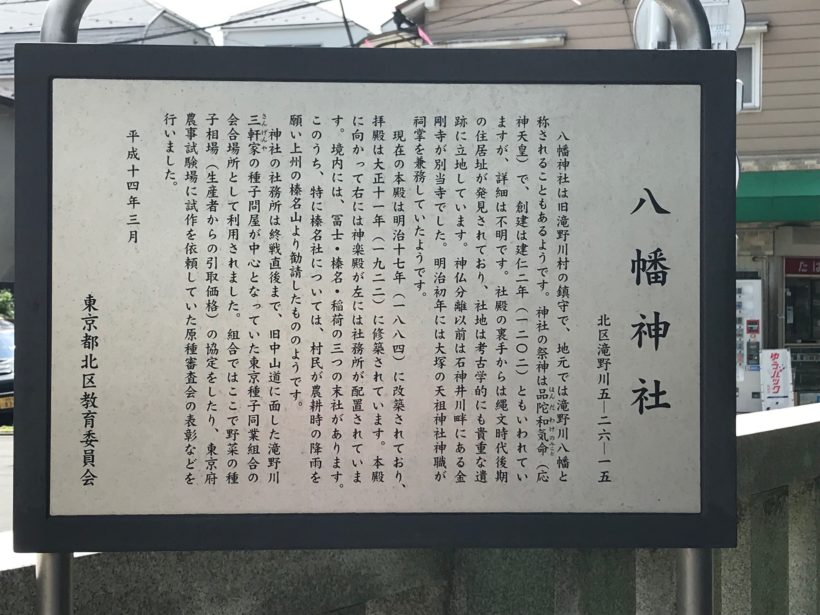 八幡神社
北区滝野川五―二六―一五
八幡神社は旧滝野川村の鎮守で、地元では滝野川八幡と
称されることもあるようです。神社の祭神は品陀和気命（応
ほんだわけのみこと
神天皇）で、創建は建仁二年（一二〇二）ともいわれてい
ますが、詳細は不明です。社殿の裏手からは縄文時代後期
の住居址が発見されており、社地は考古学的にも貴重な遺
跡に立地しています。神仏分離以前は石神井川畔にある金
剛寺が別当寺でした。明治初年には大塚の天祖神社神職が
祠掌を兼務していたようです。
現在の本殿は明治十七年（一八八四）に改築されており、
拝殿は大正十一年（一九二二）に修築されています。本殿
に向かって右には神楽殿が左には社務所が配置されていま
す。境内には、冨士・榛名・稲荷の三つの末社があります。
このうち、特に榛名社については、村民が農耕時の降雨を
願い上州の榛名山より勧請したもののようです。
神社の社務所は終戦直後まで、旧中山道に面した滝野川
三軒家の種子問屋が中心となっていた東京種子同業組合の
さんげんや
会合場所として利用されました。組合ではここで野菜の種
子相場（生産者からの引取価格）の協定をしたり、東京府
農事試験場に試作を依頼していた原種審査会の表彰などを
行いました。
平成十四年三月
東京都北区教育委員会
たば
ゆうパック